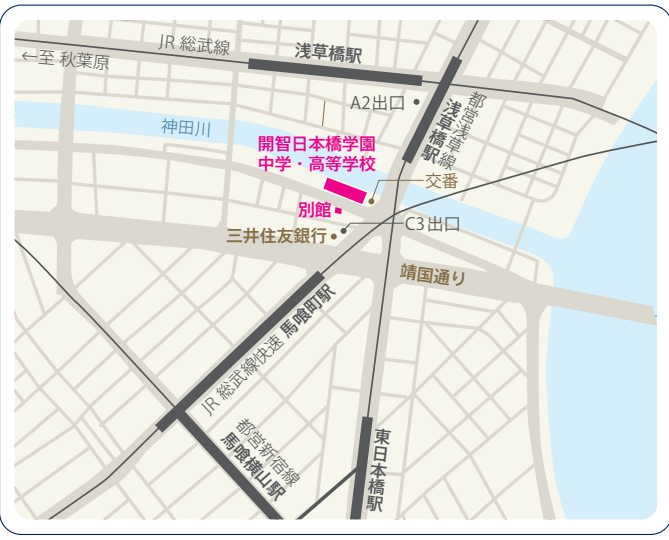 JR 総武線
浅草橋駅
←至 秋葉原
A2出口
都営浅草線
浅草橋駅
神田川
開智日本橋学園
中学・高等学校
交番
別館
C3出口
三井住友銀行
靖国通り
JR 総武線快速 馬喰町駅
都営新宿線
馬喰横山駅
東日本橋駅